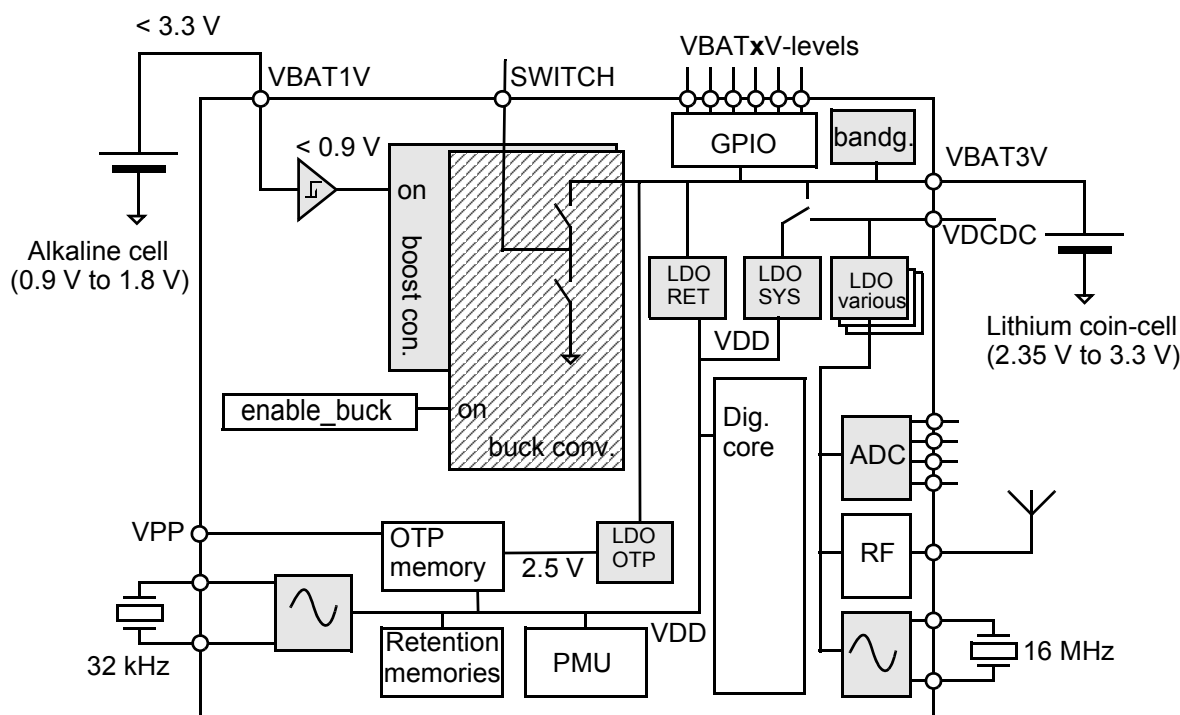 < 3.3 V
VBATxV-levels
VBAT1V
SWITCH
< 0.9 V
GPIO
bandg.
VBAT3V
on
VDCDC
Alkaline cell
(0.9 V to 1.8 V)
boost con.
LDO
RET
LDO
SYS
LDO
various
Lithium coin-cell
(2.35 V to 3.3 V)
VDD
enable_buck
on
buck conv.
Dig.
core
ADC
VPP
OTP
memory
2.5 V
LDO
OTP
RF
32 kHz
Retention
memories
PMU
VDD
16 MHz